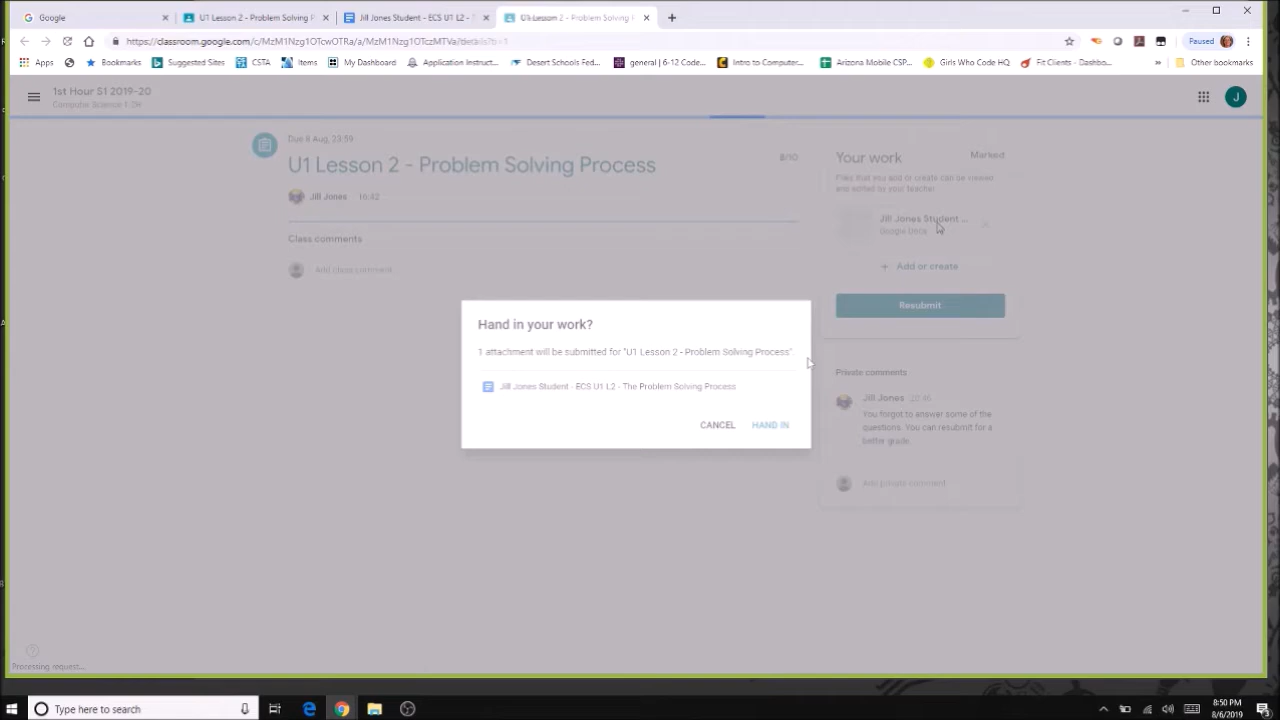 Google
U1 Lesson 2 - Problem Solving P
Jill Jones Student - ECS U1 L2 -
U1 Lesson 2 - Problem Solving P
https://classroom.google.com/c/MzM1Nzg1OTcwOTRa/a/MzM1Nzg1OTczMTVa/details?b=1
Paused
Apps
Bookmarks
Suggested Sites
CSTA
Items
My Dashboard
Application Instruct...
Desert Schools Fed...
general | 6-12 Code...
Intro to Computer...
Arizona Mobile CSP...
Girls Who Code HQ
Fit Clients - Dashbo...
»
Other bookmarks
1st Hour S1 2019-20
Computer Science 1 ZH
J
Due 8 Aug, 23:59
U1 Lesson 2 - Problem Solving Process
8/10
Jill Jones 16:42
Class comments
Add class comment
Your work
Marked
Files that you add or create can be viewed
and edited by your teacher
Jill Jones Student ...
Google Docs
+ Add or create
Resubmit
Private comments
Jill Jones 20:46
You forgot to answer some of the
questions. You can resubmit for a
better grade.
Add private comment
Hand in your work?
1 attachment will be submitted for "U1 Lesson 2 - Problem Solving Process".
Jill Jones Student - ECS U1 L2 - The Problem Solving Process
CANCEL
HAND IN
Processing request...
Type here to search
8:50 PM
8/6/2019